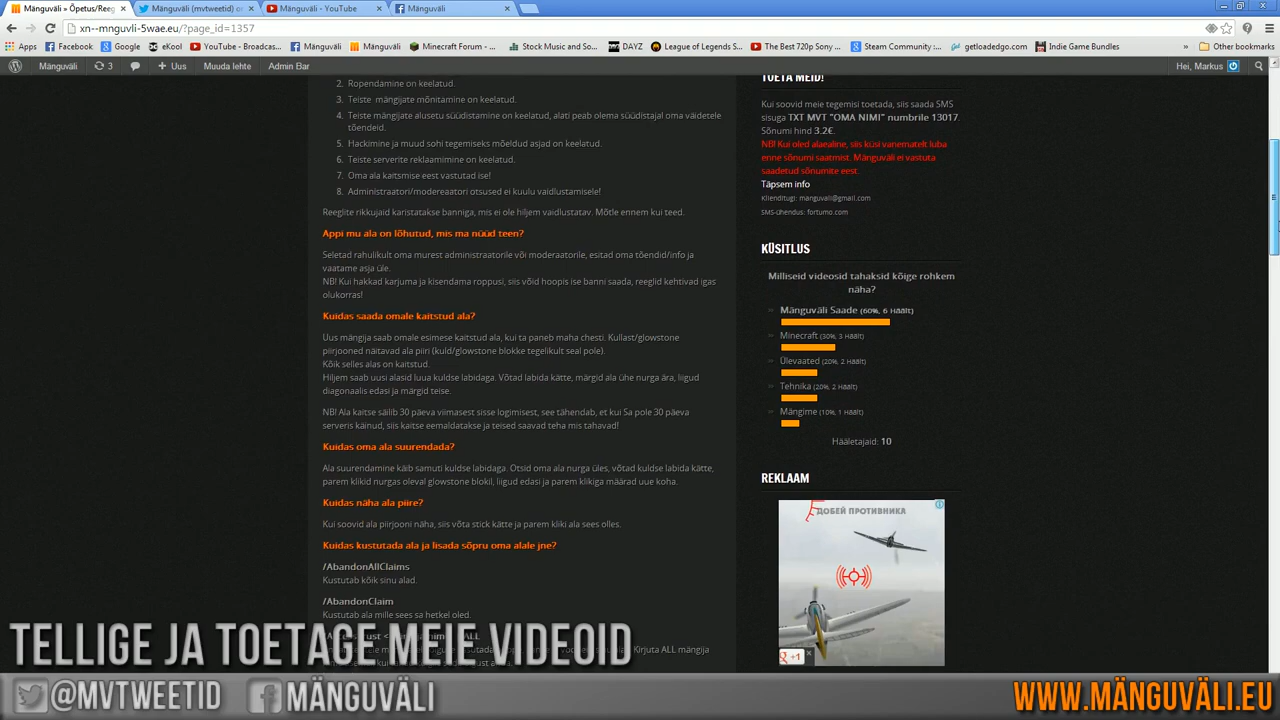 Mänguväli » Õpetus/Reeg
Mänguväli (mvtweetid) o
Mänguväli - YouTube
Mänguväli
xn--mnguvli-5wae.eu/?page_id=1357
Apps
Facebook
Google
eKool
YouTube - Broadcas...
Mänguväli
Mänguväli
Minecraft Forum - ...
Stock Music and So...
DAYZ
League of Legends S...
The Best 720p Sony ...
Steam Community :...
getloadedgo.com
Indie Game Bundles
»
Other bookmarks
Mänguväli
3
Uus
Muuda lehte
Admin Bar
Hei, Markus
2. Ropendamine on keelatud.
3. Teiste mängijate mõnitamine on keelatud.
4. Teiste mängijate alusetu süüdistamine on keelatud, alati peab olema süüdistajal oma väidetele
tõendeid.
5. Hackimine ja muud sohi tegemiseks mõeldud asjad on keelatud.
6. Teiste serverite reklaamimine on keelatud.
7. Oma ala kaitsmise eest vastutad ise!
8. Administraatori/modereaatori otsused ei kuulu vaidlustamisele!
Reeglite rikkujaid karistatakse banniga, mis ei ole hiljem vaidlustatav. Mõtle ennem kui teed.
Appi mu ala on lõhutud, mis ma nüüd teen?
Seletad rahulikult oma murest administraatorile või moderaatorile, esitad oma tõendid/info ja
vaatame asja üle.
NB! Kui hakkad karjuma ja kisendama roppusi, siis võid hoopis ise banni saada, reeglid kehtivad igas
olukorras!
Kuidas saada omale kaitstud ala?
Uus mängija saab omale esimese kaitstud ala, kui ta paneb maha chesti. Kullast/glowstone
piirjooned näitavad ala piiri (kuld/glowstone blokke tegelikult seal pole).
Kõik selles alas on kaitstud.
Hiljem saab uusi alasid luua kuldse labidaga. Võtad labida kätte, märgid ala ühe nurga ära, liigud
diagonaalis edasi ja märgid teise.
NB! Ala kaitse säilib 30 päeva viimasest sisse logimisest, see tähendab, et kui Sa pole 30 päeva
serveris käinud, siis kaitse eemaldatakse ja teised saavad teha mis tahavad!
Kuidas oma ala suurendada?
Ala suurendamine käib samuti kuldse labidaga. Otsid oma ala nurga üles, võtad kuldse labida kätte,
parem klikid nurgas oleval glowstone blokil, liigud edasi ja parem klikiga määrad uue koha.
Kuidas näha ala piire?
Kui soovid ala piirjooni näha, siis võta stick kätte ja parem kliki ala sees olles.
Kuidas kustutada ala ja lisada sõpru oma alale jne?
/AbandonAllClaims
Kustutab kõik sinu alad.
/AbandonClaim
Kustutab ala mille sees sa hetkel oled.
TOETA MEID!
Kui soovid meie tegemisi toetada, siis saada SMS
sisuga TXT MVT "OMA NIMI" numbrile 13017.
Sõnumi hind 3.2€.
NB! Kui oled alaealine, siis küsi vanematelt luba
enne sõnumi saatmist. Mänguväli ei vastuta
saadetud sõnumite eest.
Täpsem info
Klienditugi: manguvali@gmail.com
SMS-ühendus: fortumo.com
KÜSITLUS
Milliseid videosid tahaksid kõige rohkem
näha?
Mänguväli Saade (60%, 6 Häält)
Minecraft (30%, 3 Häält)
Ülevaated (20%, 2 Häält)
Tehnika (20%, 2 Häält)
Mängime (10%, 1 Häält)
Hääletajaid: 10
REKLAAM
ДОБЕЙ ПРОТИВНИКА
+1
TELLIGE JA TOETAGE MEIE VIDEOID
@MVTWEETID
MÄNGUVÄLI
WWW.MÄNGUVÄLI.EU